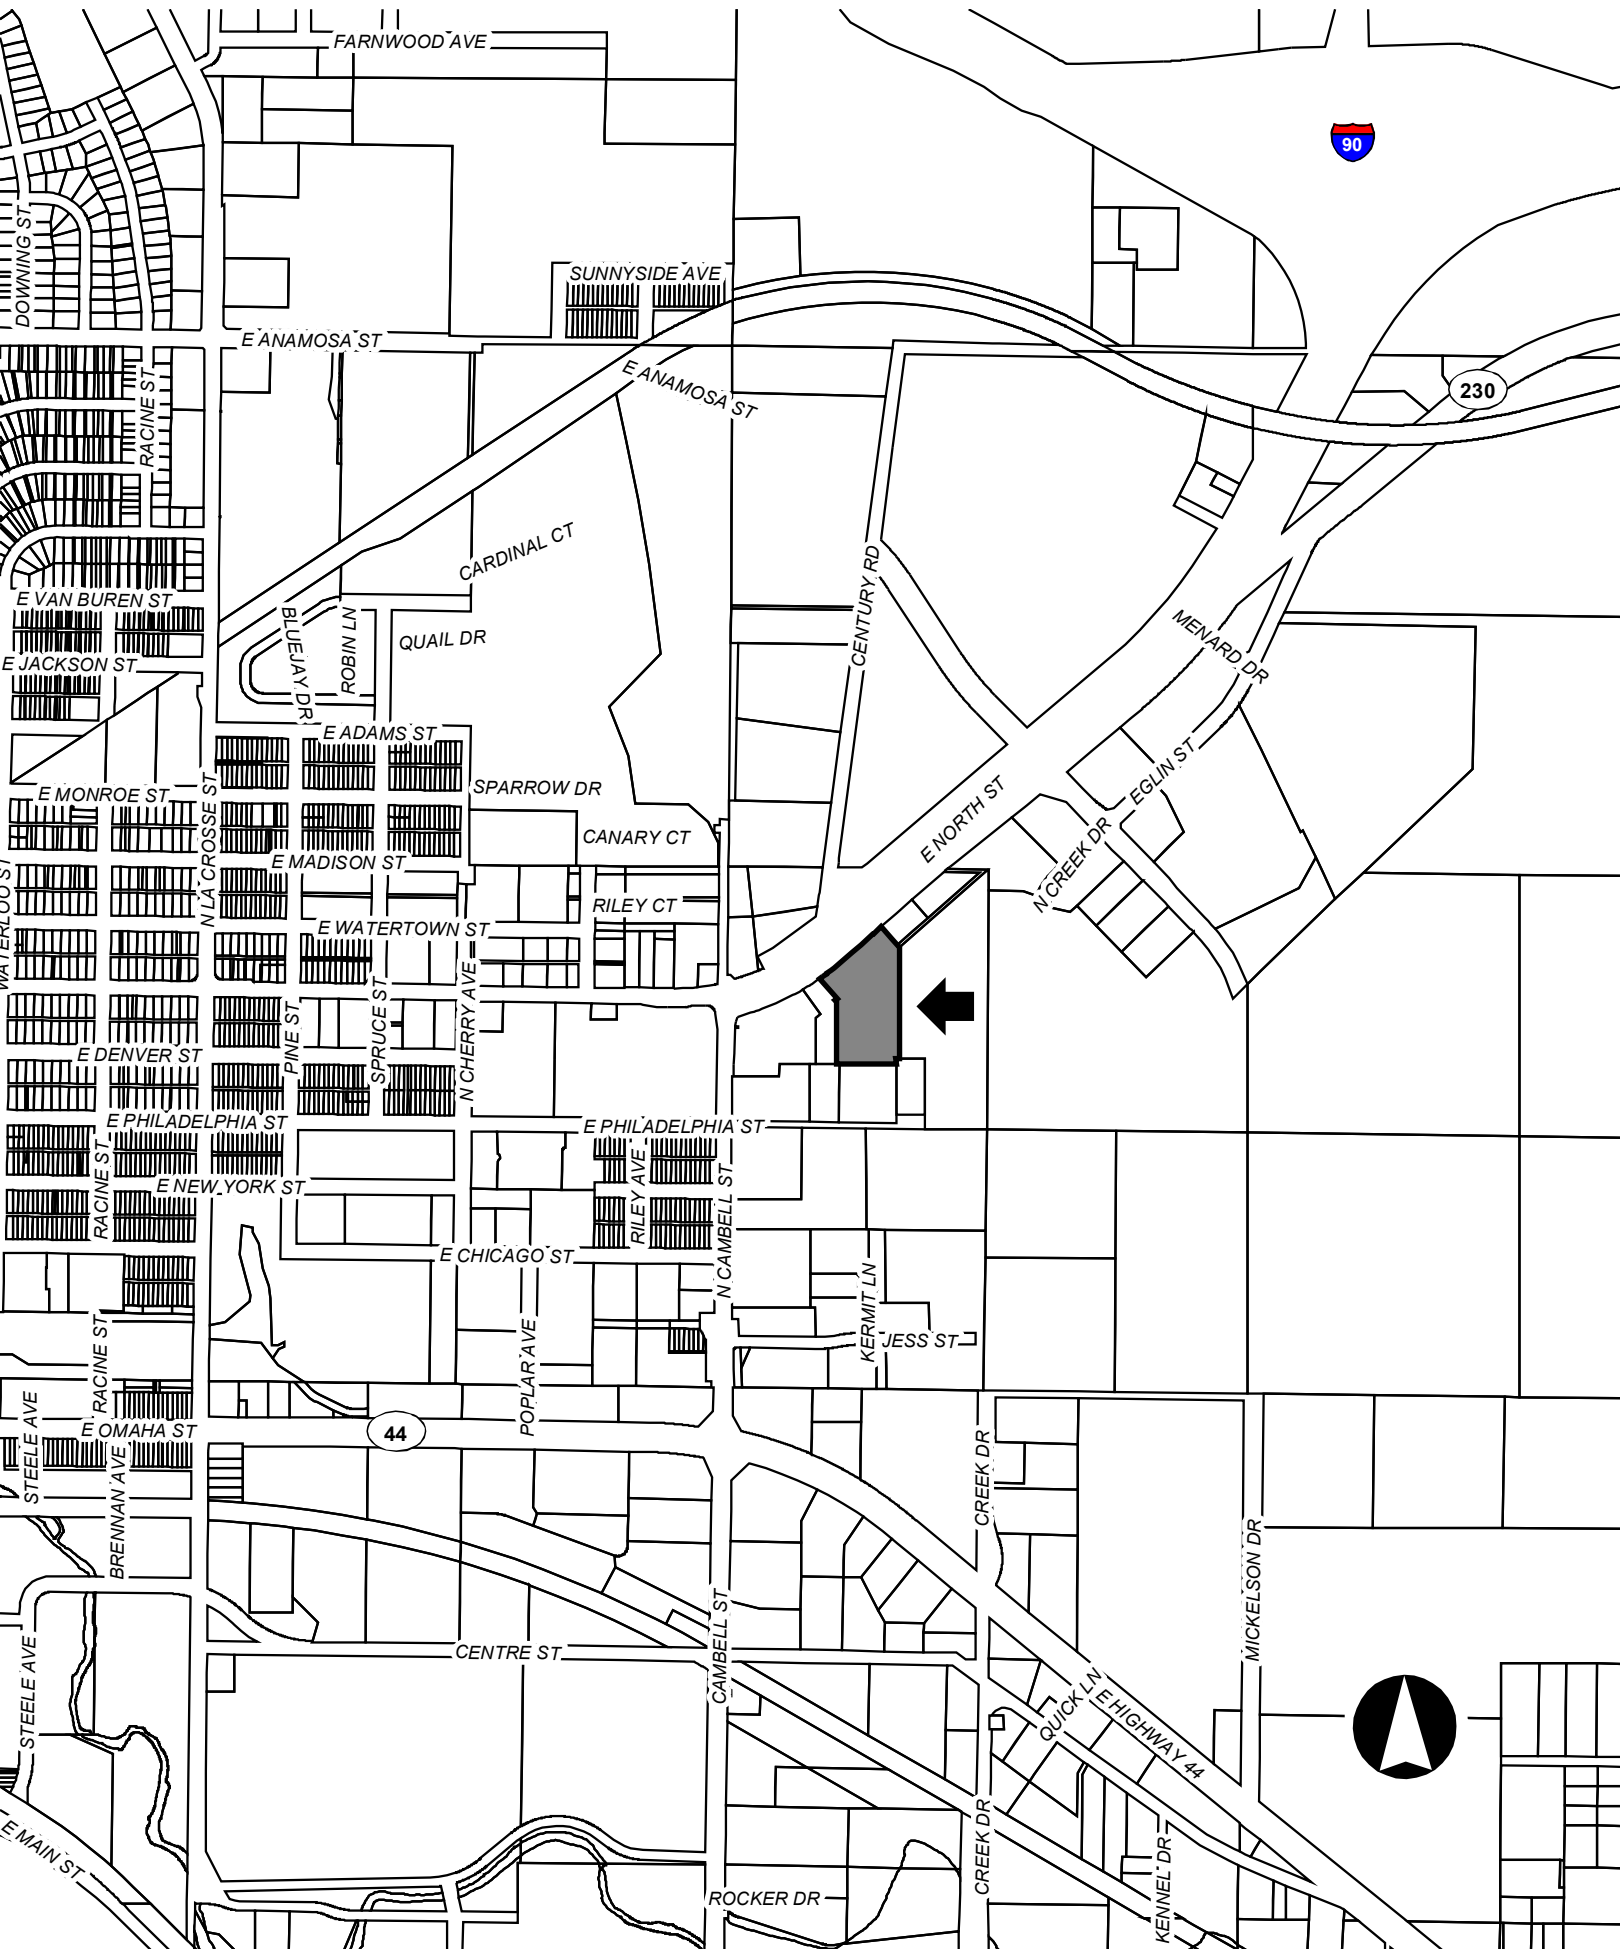 FARNWOOD AVE
90
DOWNING ST
SUNNYSIDE AVE
E ANAMOSA ST
E ANAMOSA ST
230
RACINE ST
CARDINAL CT
CENTURY RD
E VAN BUREN ST
BLUEJAY DR
ROBIN LN
QUAIL DR
MENARD DR
E JACKSON ST
E ADAMS ST
EGLIN ST
SPARROW DR
E MONROE ST
N LA CROSSE ST
E NORTH ST
CANARY CT
E MADISON ST
N CREEK DR
WATERLOO ST
RILEY CT
E WATERTOWN ST
N CHERRY AVE
SPRUCE ST
PINE ST
E DENVER ST
E PHILADELPHIA ST
E PHILADELPHIA ST
RACINE ST
RILEY AVE
N CAMBELL ST
E NEW YORK ST
E CHICAGO ST
KERMIT LN
JESS ST
RACINE ST
POPLAR AVE
STEELE AVE
E OMAHA ST
44
CREEK DR
BRENNAN AVE
MICKELSON DR
CAMBELL ST
CENTRE ST
STEELE AVE
QUICK LN
E HIGHWAY 44
E MAIN ST
CREEK DR
KENNEL DR
ROCKER DR